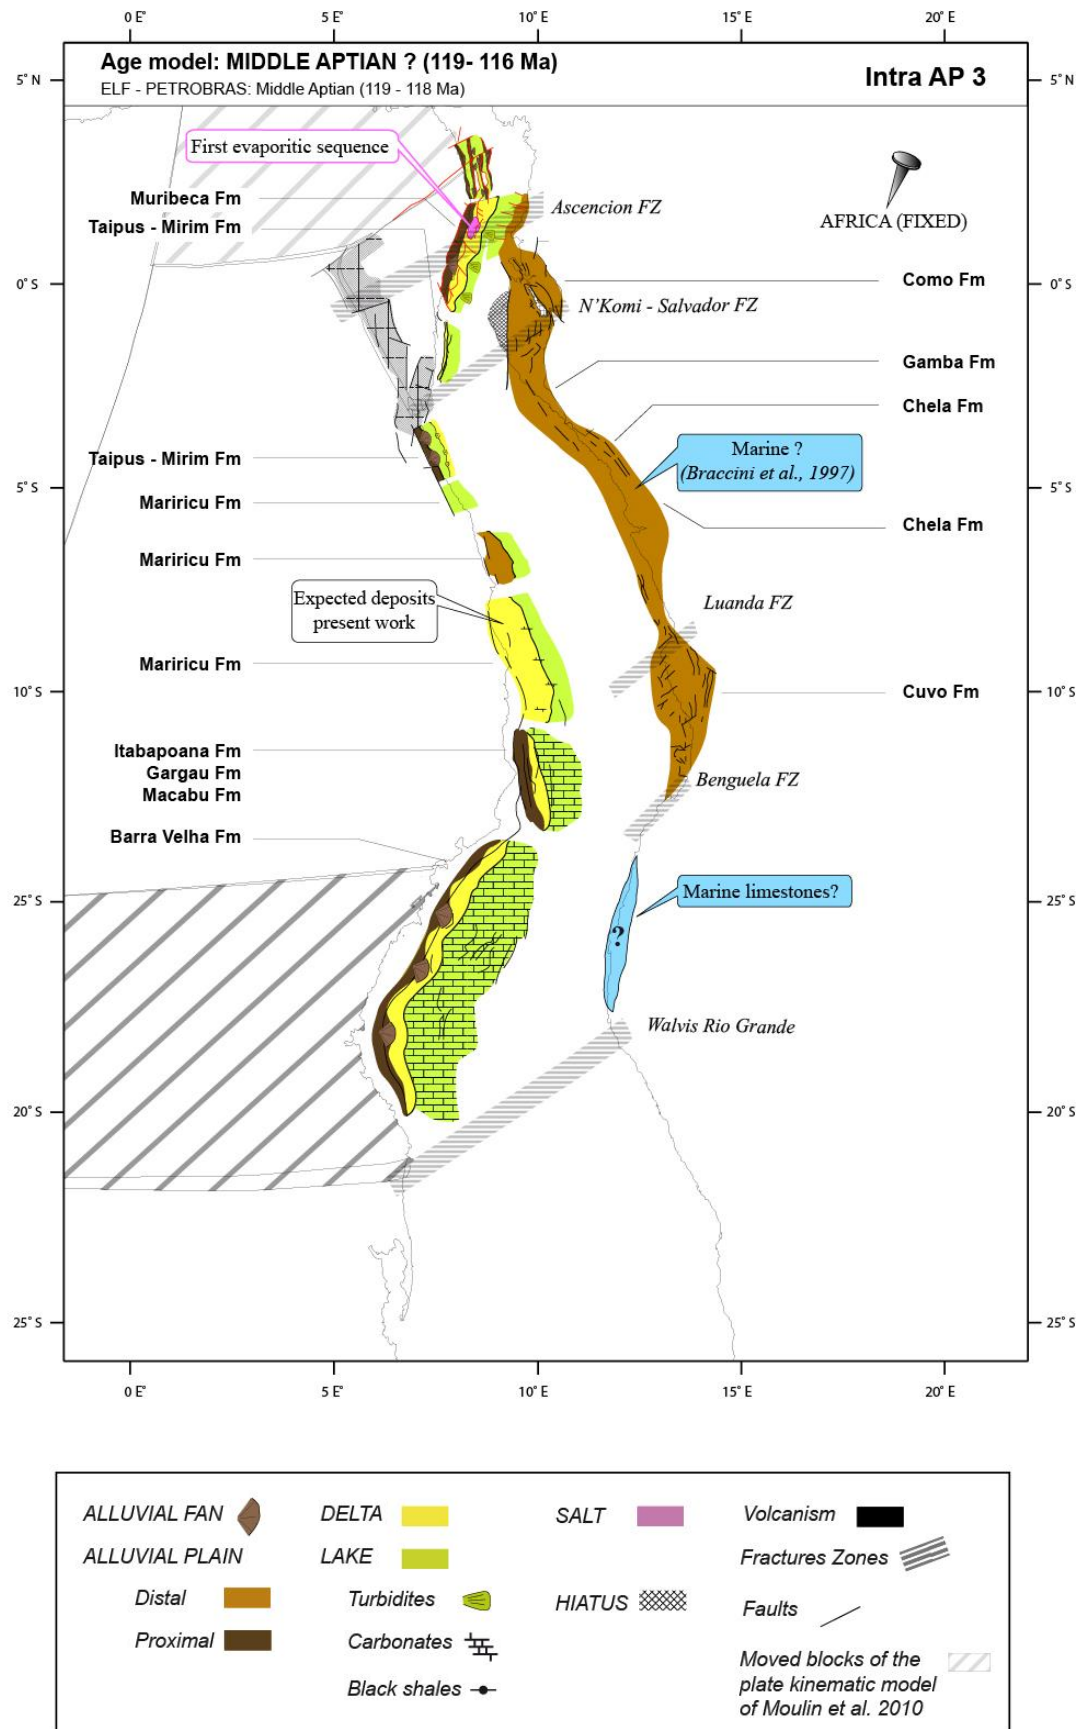 0 E° 5 E° 10 E° 15 E° 20 E°
Age model: MIDDLE APTIAN ? (119- 116 Ma)
ELF - PETROBRAS: Middle Aptian (119 - 118 Ma)
Intra AP 3
5° N 5° N
First evaporitic sequence
Muribeca Fm
Taipus - Mirim Fm
Ascencion FZ
AFRICA (FIXED)
0° S 0° S
Como Fm
N'Komi - Salvador FZ
Gamba Fm
Chela Fm
Marine ?
(Braccini et al., 1997)
Taipus - Mirim Fm
5° S 5° S
Mariricu Fm
Chela Fm
Mariricu Fm
Expected deposits
present work
Luanda FZ
Mariricu Fm
10° S 10° S
Cuvo Fm
Itabapoana Fm
Gargau Fm
Macabu Fm
Benguela FZ
Barra Velha Fm
25° S 25° S
Marine limestones?
?
Walvis Rio Grande
20° S 20° S
25° S 25° S
0 E° 5 E° 10 E° 15 E° 20 E°
ALLUVIAL FAN DELTA SALT Volcanism
ALLUVIAL PLAIN LAKE Fractures Zones
Distal Turbidites HIATUS Faults
Proximal Carbonates
Black shales
Moved blocks of the
plate kinematic model
of Moulin et al. 2010